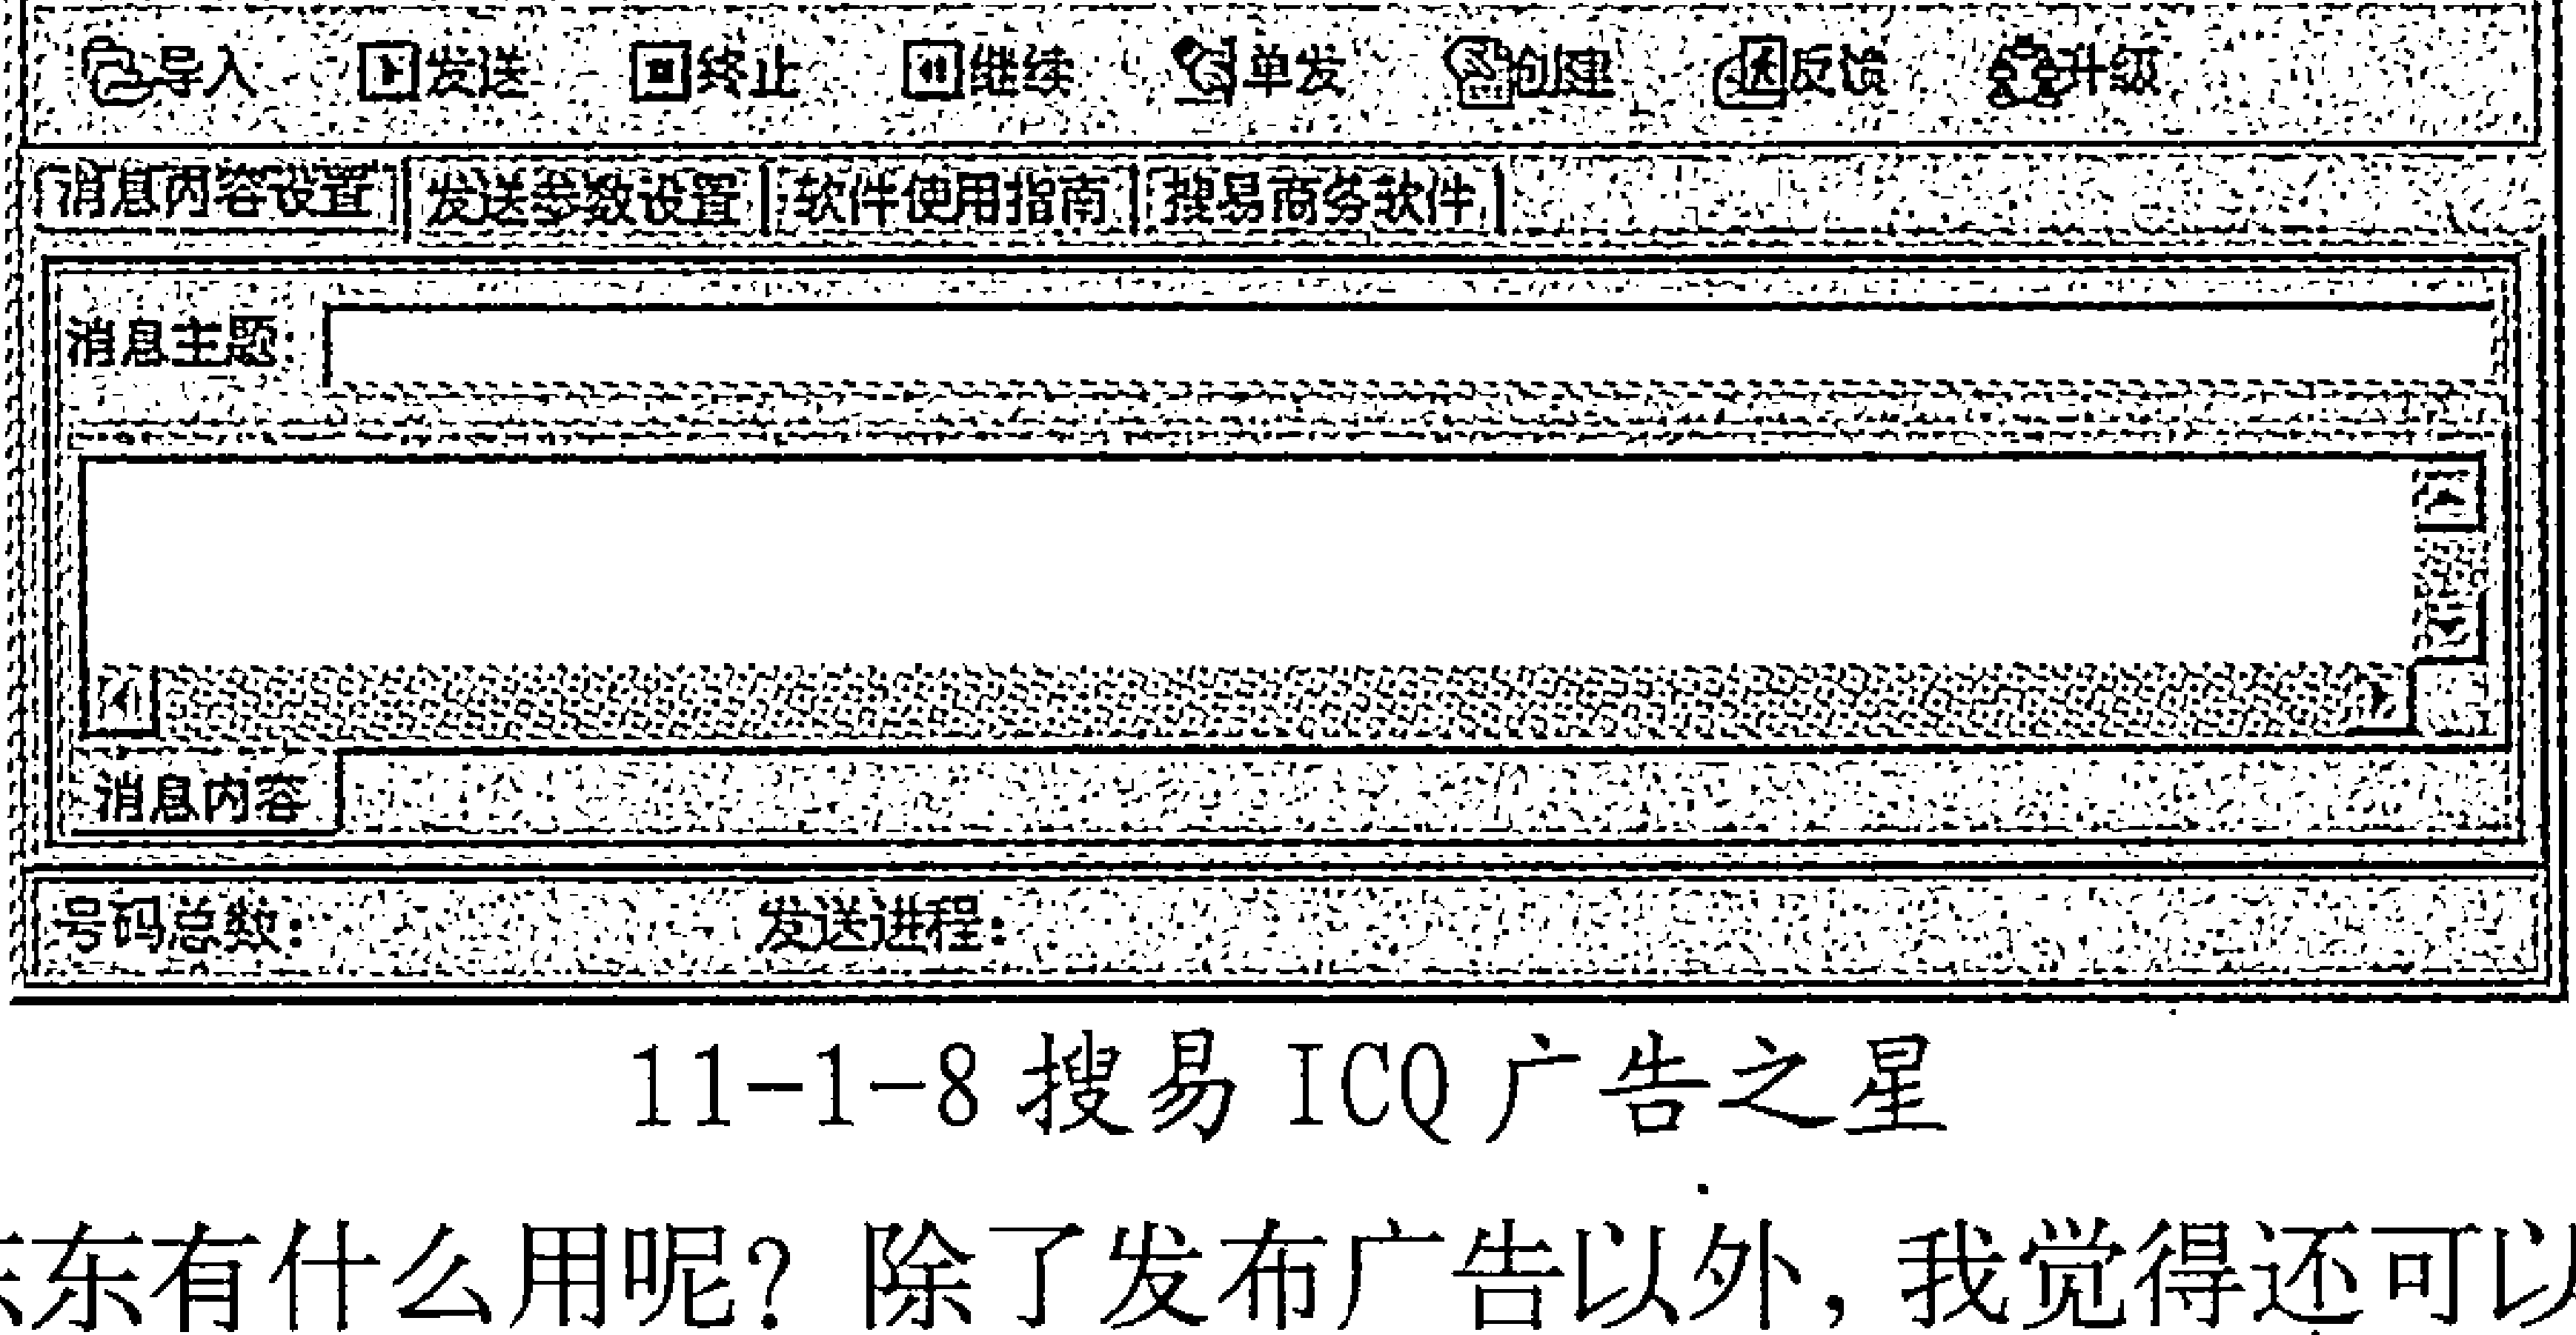 导入 发送 终止 继续 单发 创建 反馈 升级
消息内容设置 发送参数设置 软件使用指南 搜易商务软件
消息主题:
消息内容
号码总数: 发送进程:
11-1-8 搜易 ICQ 广告之星
东东有什么用呢？除了发布广告以外，我觉得还可以